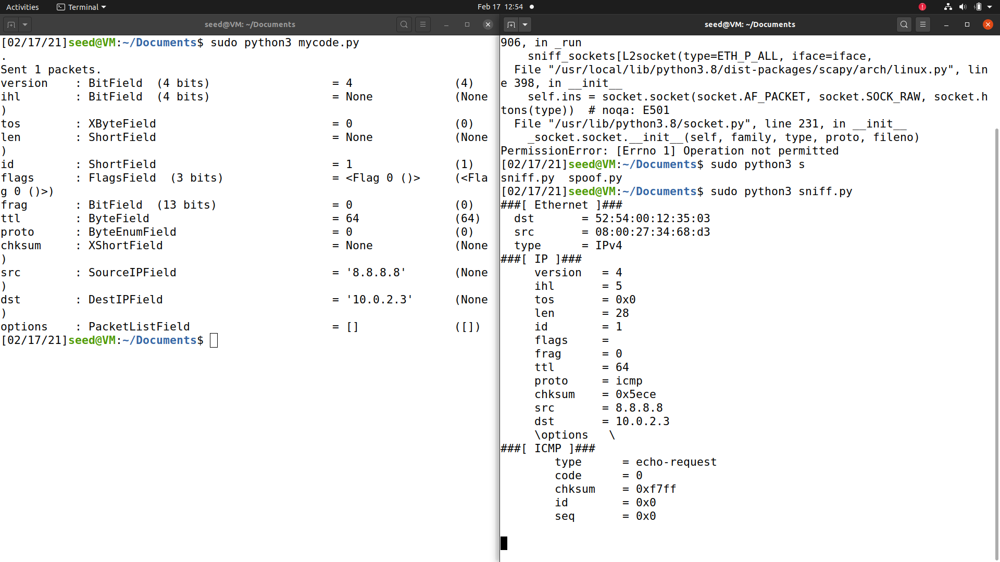 Activities Terminal Feb 17 12:54
seed@VM: ~/Documents
[02/17/21]seed@VM:~/Documents$ sudo python3 mycode.py
.
Sent 1 packets.
version    : BitField  (4 bits)                  = 4               (4)
ihl        : BitField  (4 bits)                  = None            (None
)
tos        : XByteField                          = 0               (0)
len        : ShortField                          = None            (None
)
id         : ShortField                          = 1               (1)
flags      : FlagsField  (3 bits)                = <Flag 0 ()>     (<Fla
g 0 ()>)
frag       : BitField  (13 bits)                 = 0               (0)
ttl        : ByteField                           = 64              (64)
proto      : ByteEnumField                       = 0               (0)
chksum     : XShortField                         = None            (None
)
src        : SourceIPField                       = '8.8.8.8'       (None
)
dst        : DestIPField                         = '10.0.2.3'      (None
)
options    : PacketListField                     = []              ([])
[02/17/21]seed@VM:~/Documents$
seed@VM: ~/Documents
906, in _run
    sniff_sockets[L2socket(type=ETH_P_ALL, iface=iface,
  File "/usr/local/lib/python3.8/dist-packages/scapy/arch/linux.py", lin
e 398, in __init__
    self.ins = socket.socket(socket.AF_PACKET, socket.SOCK_RAW, socket.h
tons(type))  # noqa: E501
  File "/usr/lib/python3.8/socket.py", line 231, in __init__
    _socket.socket.__init__(self, family, type, proto, fileno)
PermissionError: [Errno 1] Operation not permitted
[02/17/21]seed@VM:~/Documents$ sudo python3 s
sniff.py  spoof.py
[02/17/21]seed@VM:~/Documents$ sudo python3 sniff.py
###[ Ethernet ]###
  dst       = 52:54:00:12:35:03
  src       = 08:00:27:34:68:d3
  type      = IPv4
###[ IP ]###
     version   = 4
     ihl       = 5
     tos       = 0x0
     len       = 28
     id        = 1
     flags     =
     frag      = 0
     ttl       = 64
     proto     = icmp
     chksum    = 0x5ece
     src       = 8.8.8.8
     dst       = 10.0.2.3
     \options   \
###[ ICMP ]###
        type      = echo-request
        code      = 0
        chksum    = 0xf7ff
        id        = 0x0
        seq       = 0x0